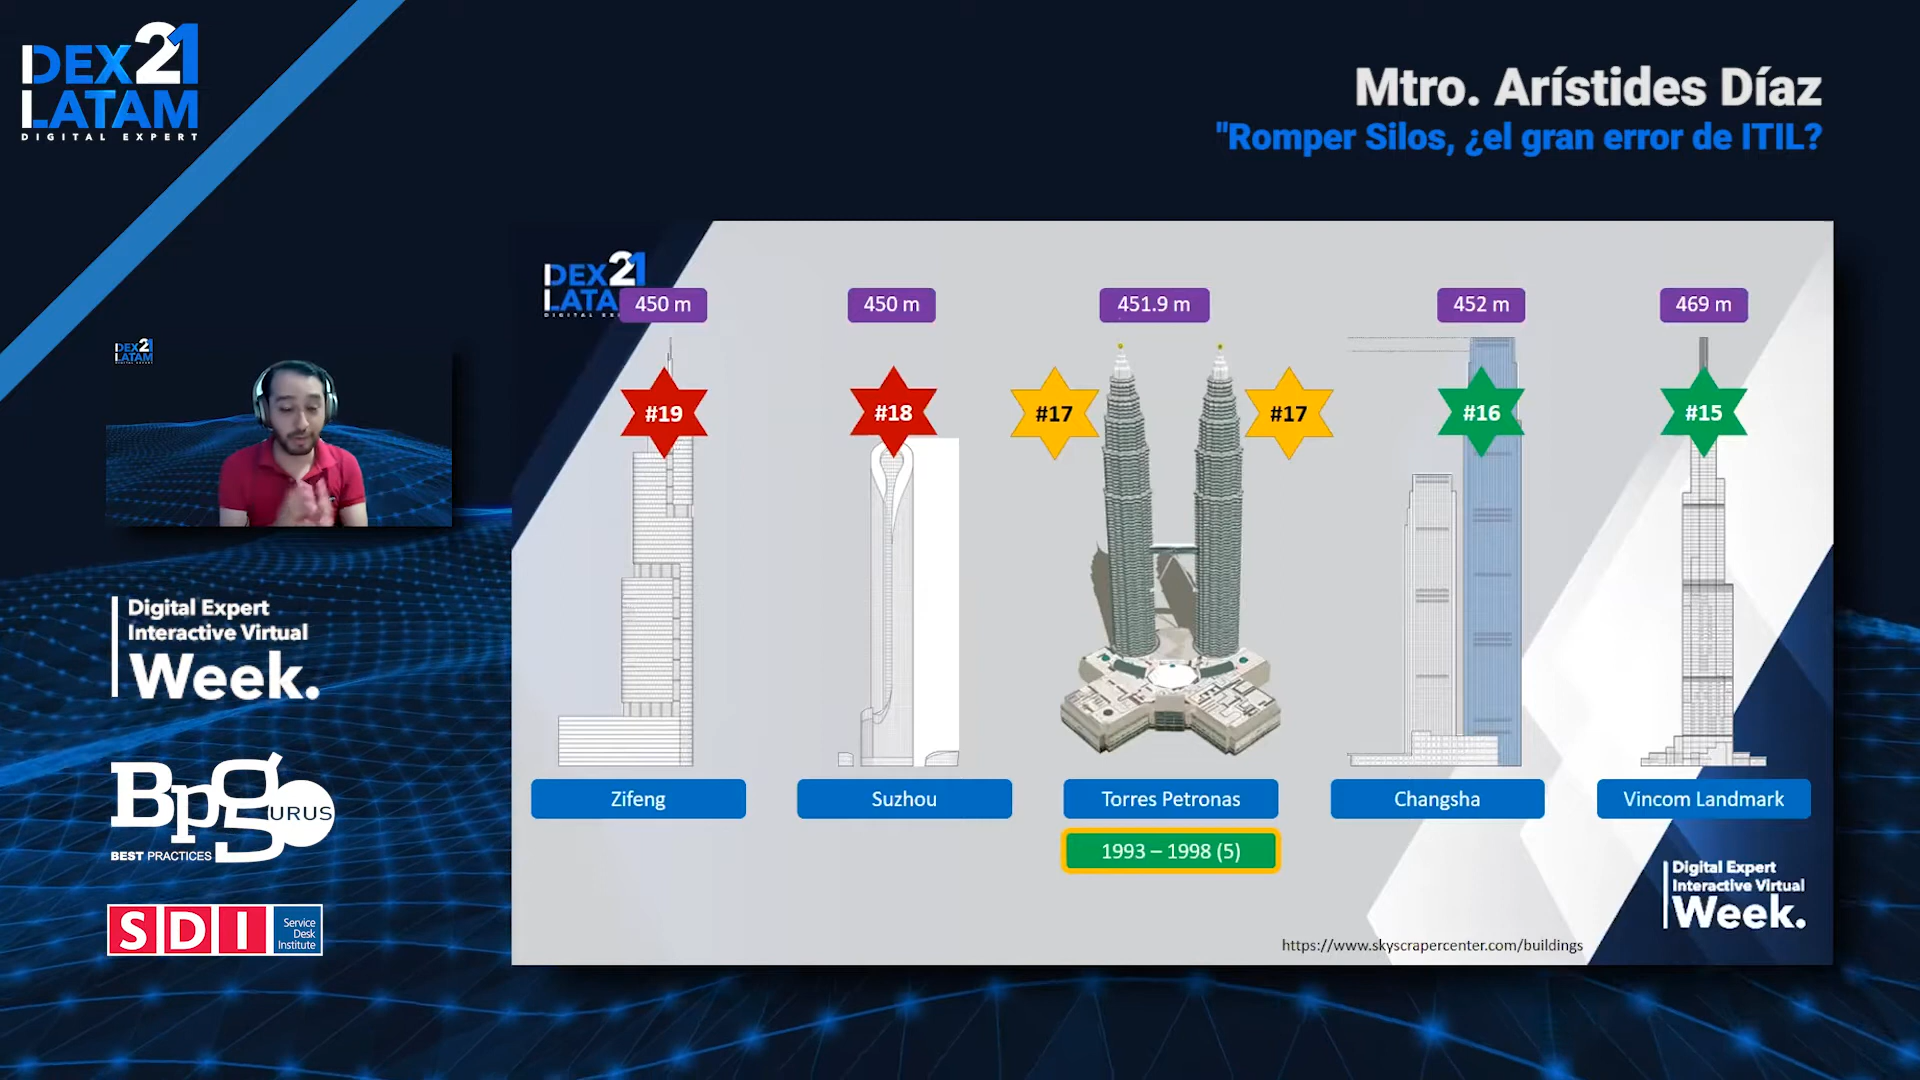 DEX21
LATAM
DIGITAL EXPERT
Mtro. Arístides Díaz
"Romper Silos, ¿el gran error de ITIL?
DEX21
LATA
450 m
450 m
451.9 m
452 m
469 m
DEX21
LATAM
#19
#18
#17
#17
#16
#15
Digital Expert
Interactive Virtual
Week.
BpGURUS
BEST PRACTICES
SDI
Service
Desk
Institute
Zifeng
Suzhou
Torres Petronas
Changsha
Vincom Landmark
1993 – 1998 (5)
Digital Expert
Interactive Virtual
Week.
https://www.skyscrapercenter.com/buildings